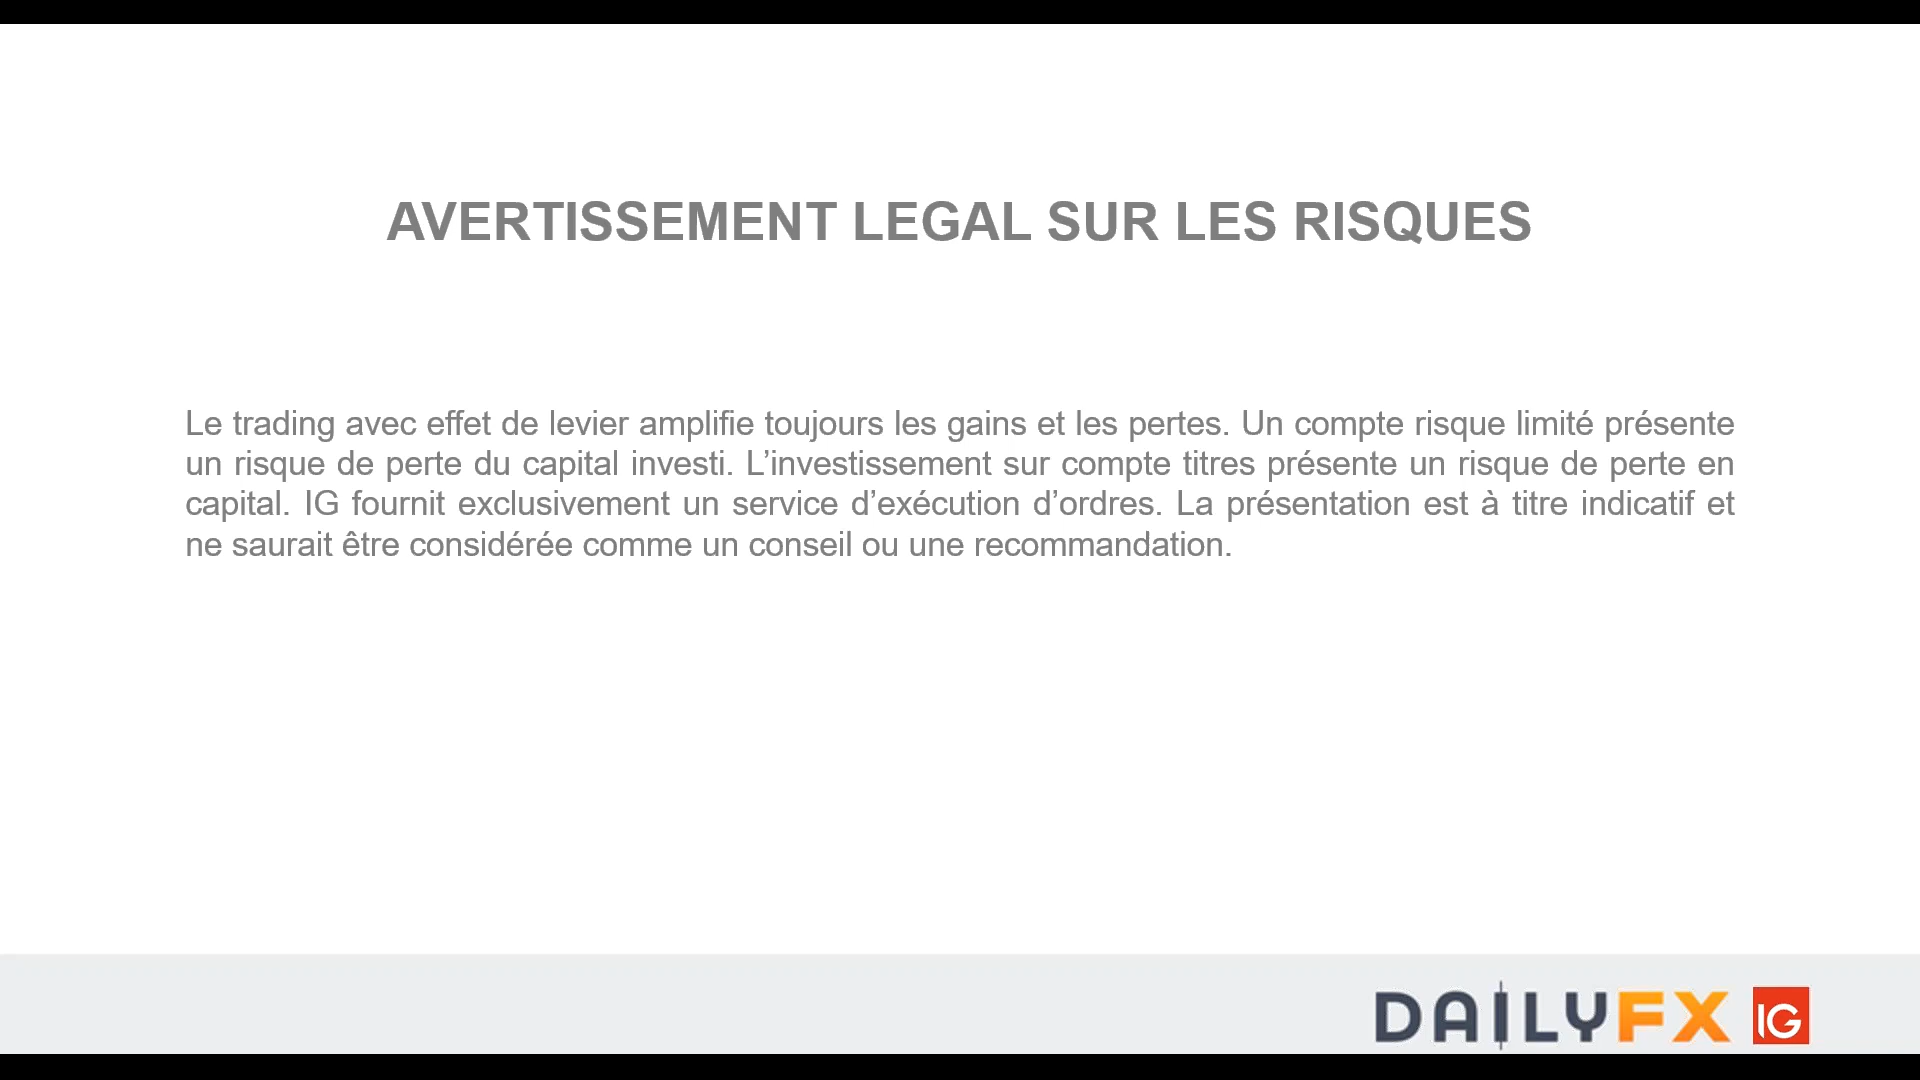 AVERTISSEMENT LEGAL SUR LES RISQUES
Le trading avec effet de levier amplifie toujours les gains et les pertes. Un compte risque limité présente
un risque de perte du capital investi. L’investissement sur compte titres présente un risque de perte en
capital. IG fournit exclusivement un service d’exécution d’ordres. La présentation est à titre indicatif et
ne saurait être considérée comme un conseil ou une recommandation.
DAILYFX IG